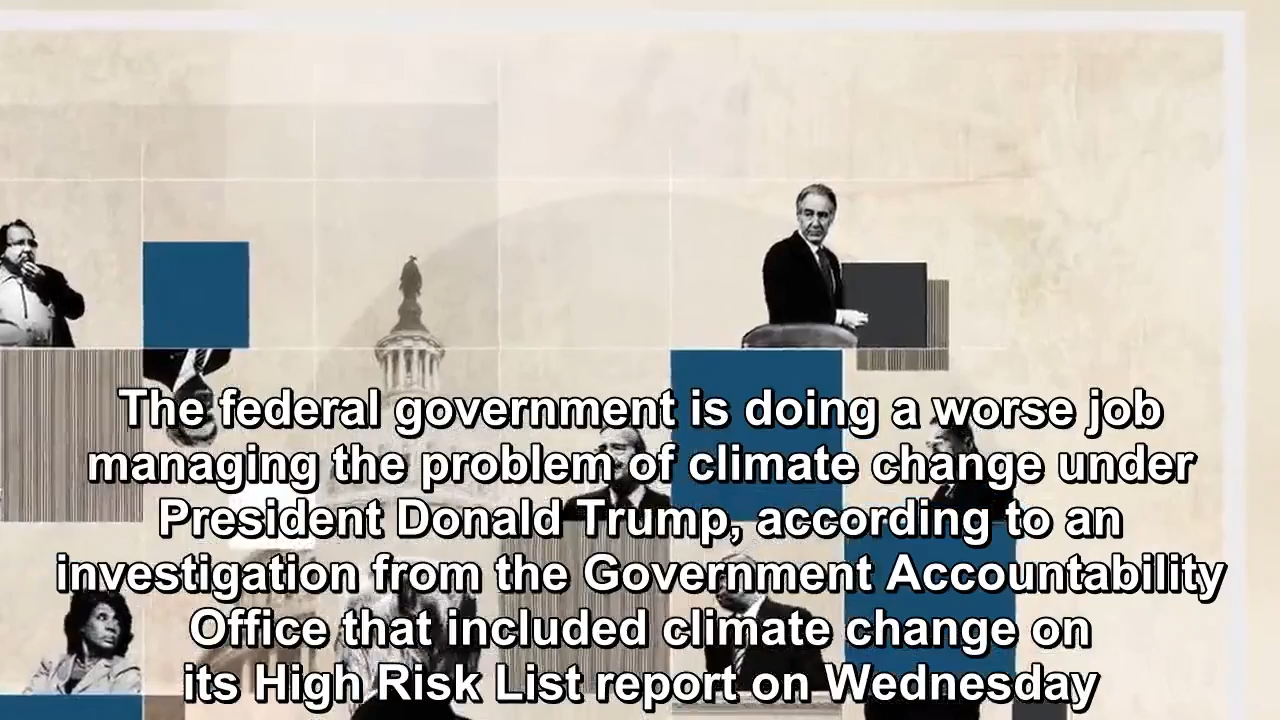 The federal government is doing a worse job
managing the problem of climate change under
President Donald Trump, according to an
investigation from the Government Accountability
Office that included climate change on
its High Risk List report on Wednesday